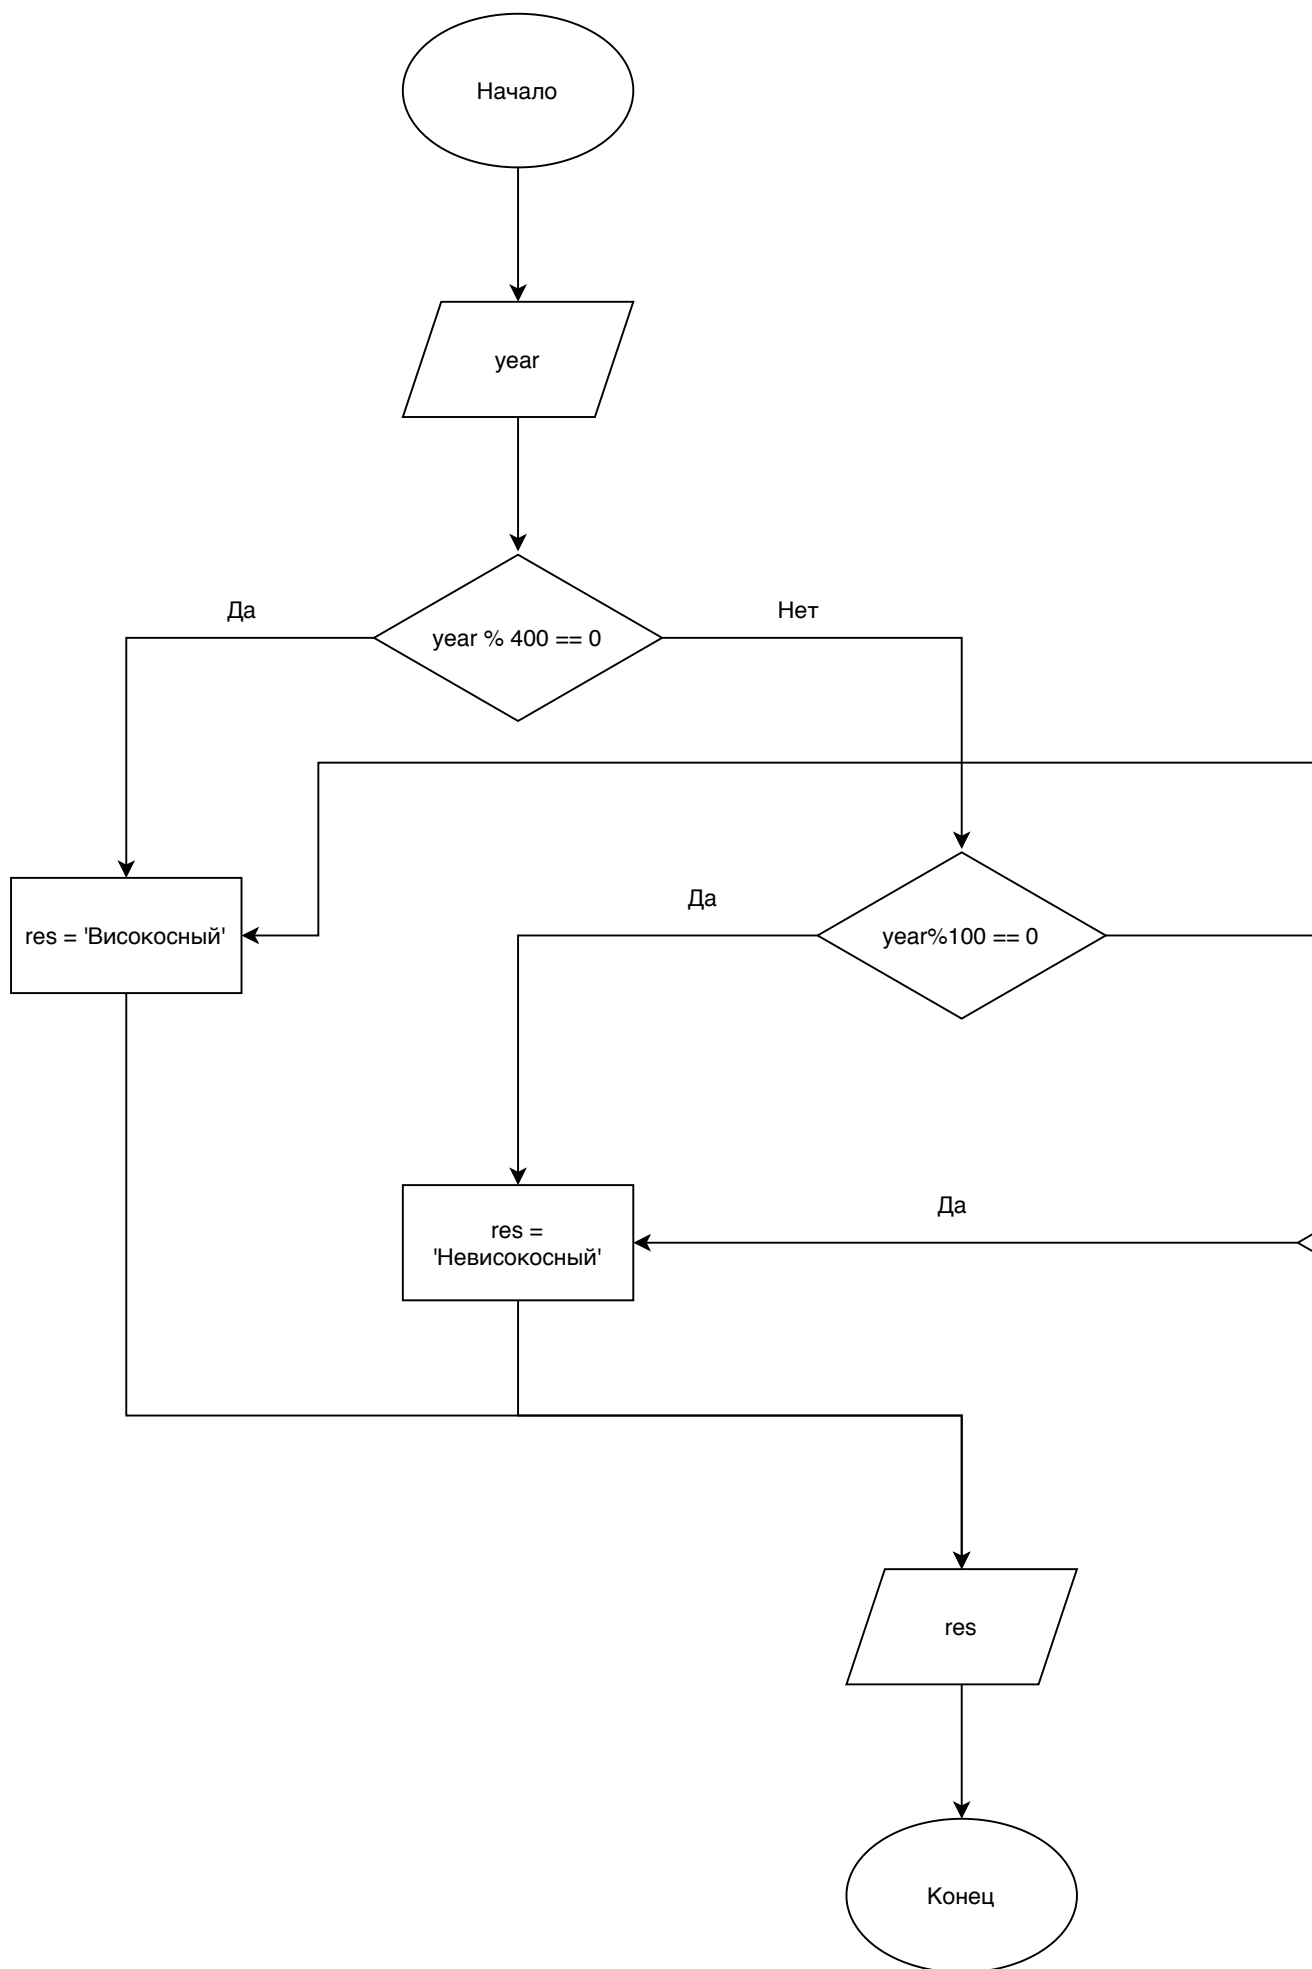 Начало
year
Да
Нет
year % 400 == 0
Да
res = 'Високосный'
year%100 == 0
Да
res =
'Невисокосный'
res
Конец